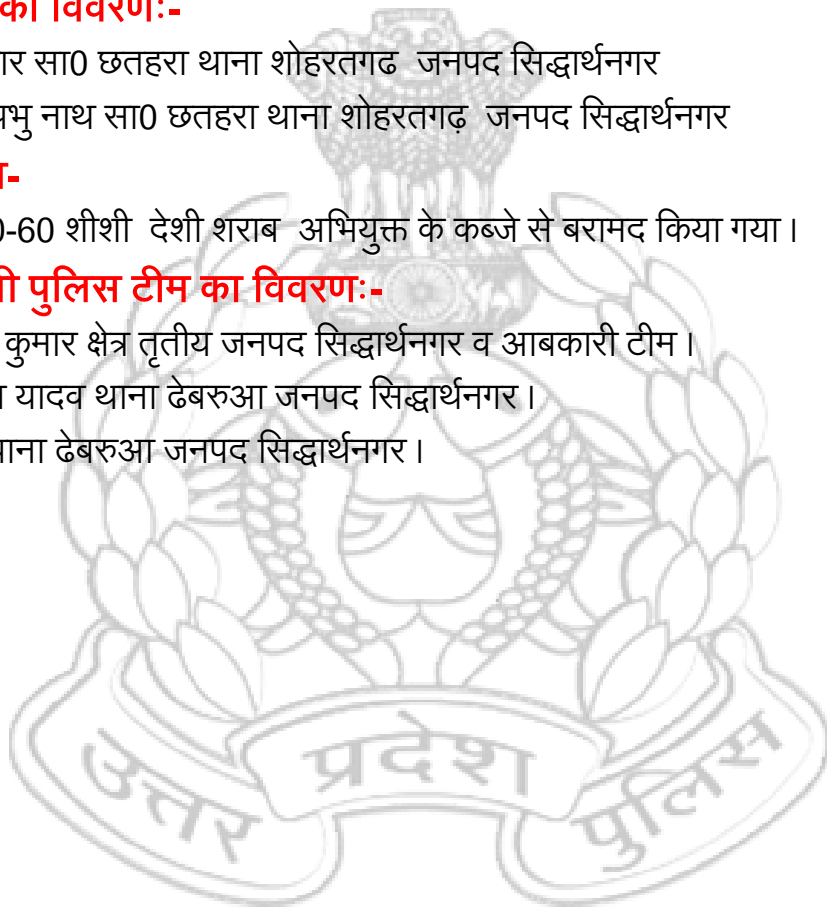 का विवरणः-
सा0 छतहरा थाना शोहरतगढ जनपद सिद्धार्थनगर
नाथ सा0 छतहरा थाना शोहरतगढ़ जनपद सिद्धार्थनगर
0-60 शीशी देशी शराब अभियुक्त के कब्जे से बरामद किया गया ।
पुलिस टीम का विवरणः-
कुमार क्षेत्र तृतीय जनपद सिद्धार्थनगर व आबकारी टीम ।
यादव थाना ढेबरुआ जनपद सिद्धार्थनगर ।
थाना ढेबरुआ जनपद सिद्धार्थनगर ।
उत्तर प्रदेश पुलिस